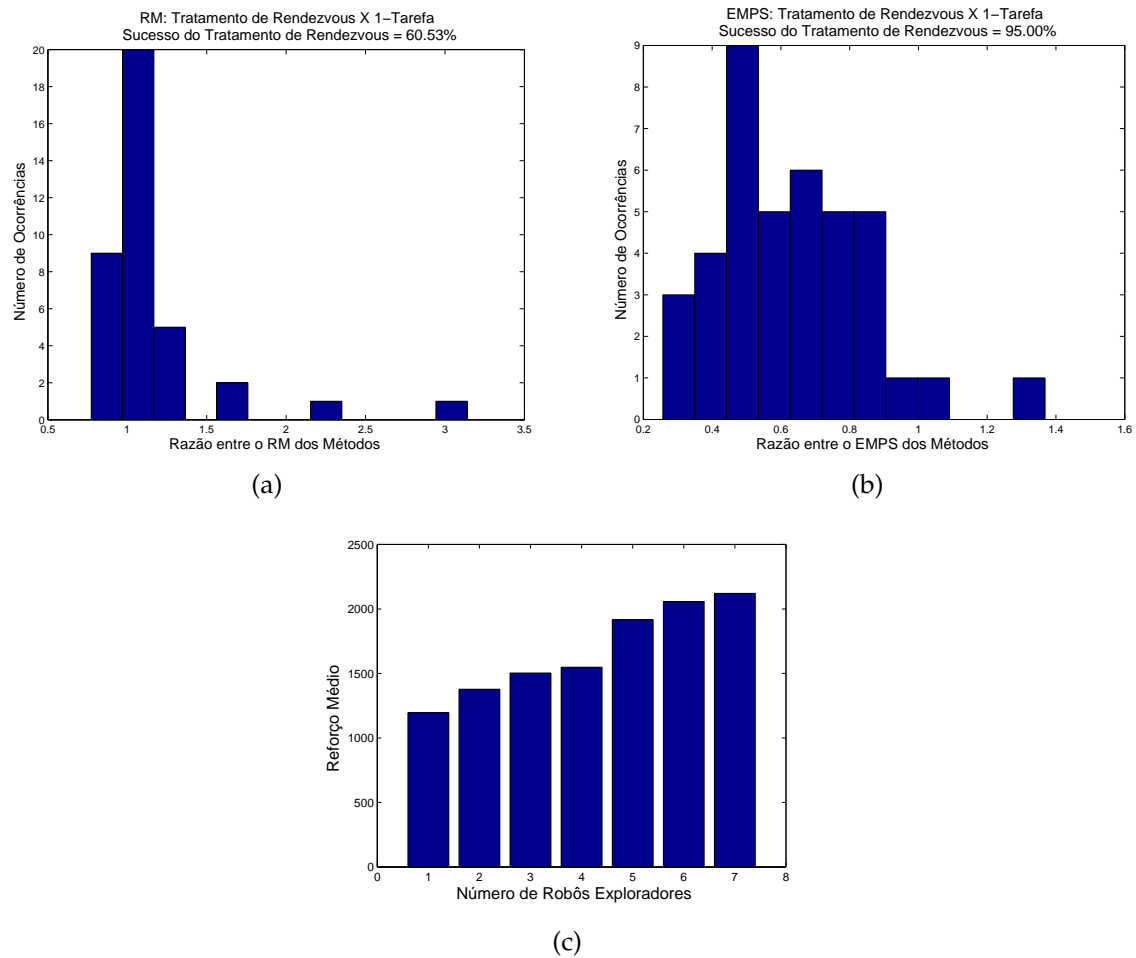 RM: Tratamento de Rendezvous X 1−Tarefa
Sucesso do Tratamento de Rendezvous = 60.53%
20
18
16
14
12
10
8
6
4
2
0
Número de Ocorrências
0.5 1 1.5 2 2.5 3 3.5
Razão entre o RM dos Métodos
(a)
EMPS: Tratamento de Rendezvous X 1−Tarefa
Sucesso do Tratamento de Rendezvous = 95.00%
9
8
7
6
5
4
3
2
1
0
Número de Ocorrências
0.2 0.4 0.6 0.8 1 1.2 1.4 1.6
Razão entre o EMPS dos Métodos
(b)
2500
2000
1500
1000
500
0
Reforço Médio
0 1 2 3 4 5 6 7 8
Número de Robôs Exploradores
(c)